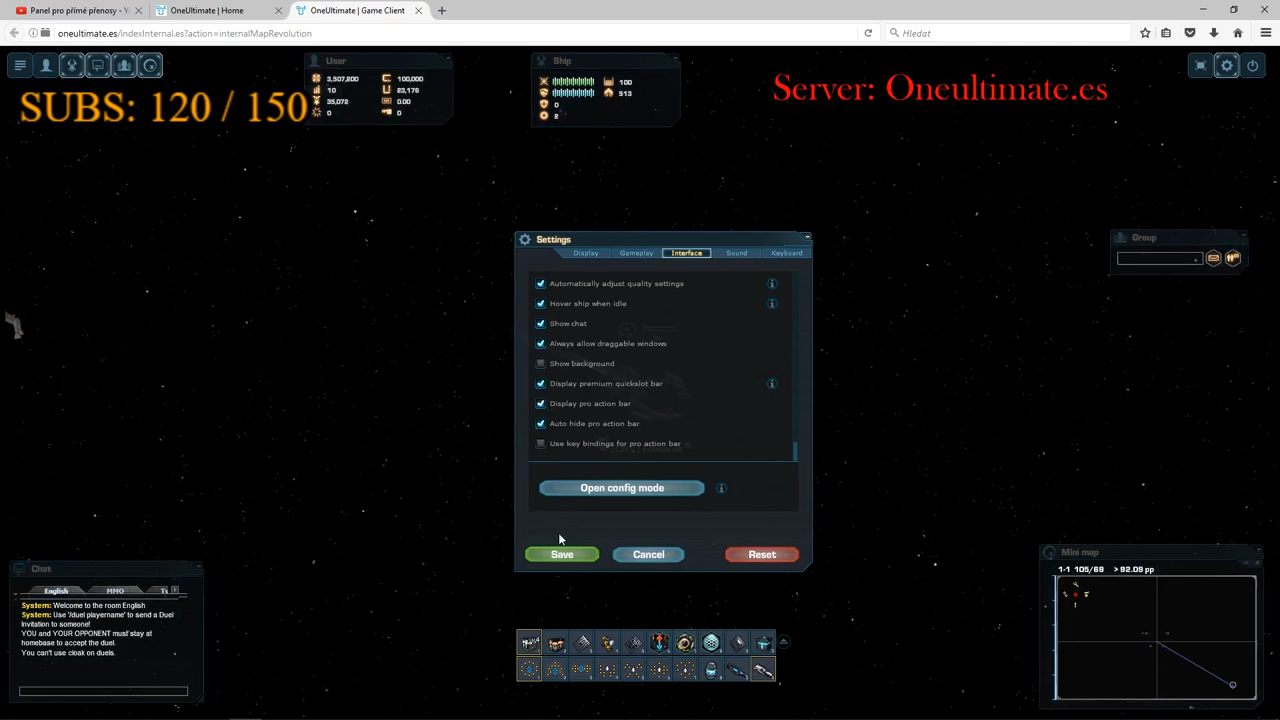 Panel pro přímé přenosy - Y
OneUltimate | Home
OneUltimate | Game Client
oneultimate.es/indexInternal.es?action=internalMapRevolution
Hledat
User
3,507,200
100,000
10
23,176
35,072
0.00
0
0
Ship
100
513
0
2
SUBS: 120 / 150
Server: Oneultimate.es
Group
Settings
Display
Gameplay
Interface
Sound
Keyboard
Automatically adjust quality settings
Hover ship when idle
Show chat
Always allow draggable windows
Show background
Display premium quickslot bar
Display pro action bar
Auto hide pro action bar
Use key bindings for pro action bar
Open config mode
Save
Cancel
Reset
Chat
English
MMO
System: Welcome to the room English
System: Use '/duel playername' to send a Duel
invitation to someone!
YOU and YOUR OPPONENT must stay at
homebase to accept the duel.
You can't use cloak on duels.
Mini map
1-1 105/69 > 92.09 pp